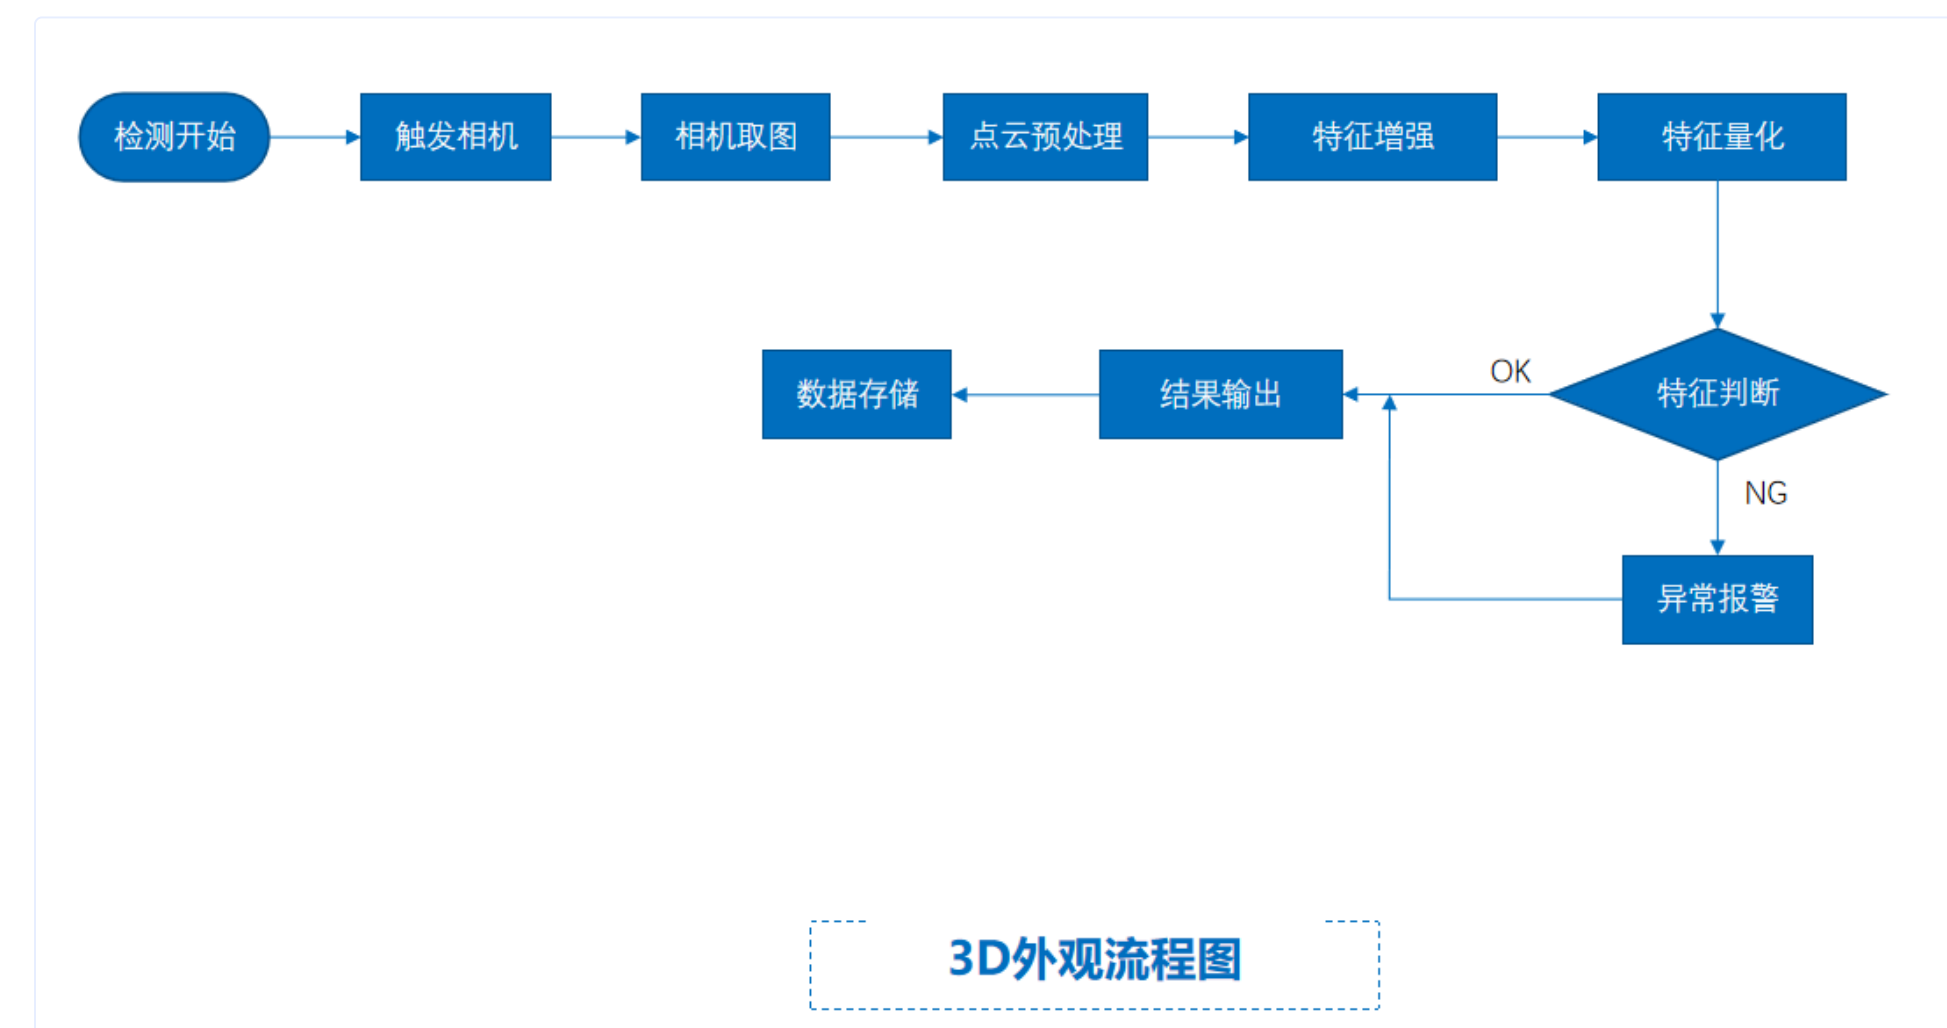 检测开始
触发相机
相机取图
点云预处理
特征增强
特征量化
特征判断
OK
结果输出
数据存储
NG
异常报警
3D外观流程图